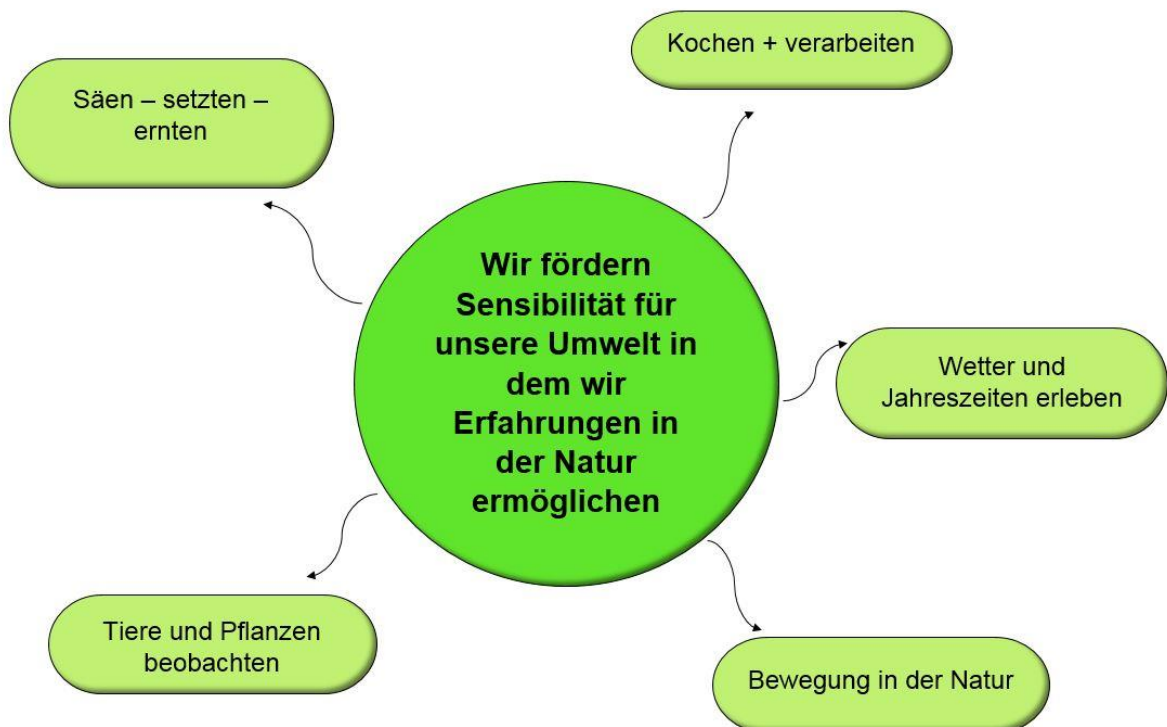 Kochen + verarbeiten
Säen – setzten –
ernten
Wir fördern
Sensibilität für
unsere Umwelt in
dem wir
Erfahrungen in
der Natur
ermöglichen
Wetter und
Jahreszeiten erleben
Tiere und Pflanzen
beobachten
Bewegung in der Natur